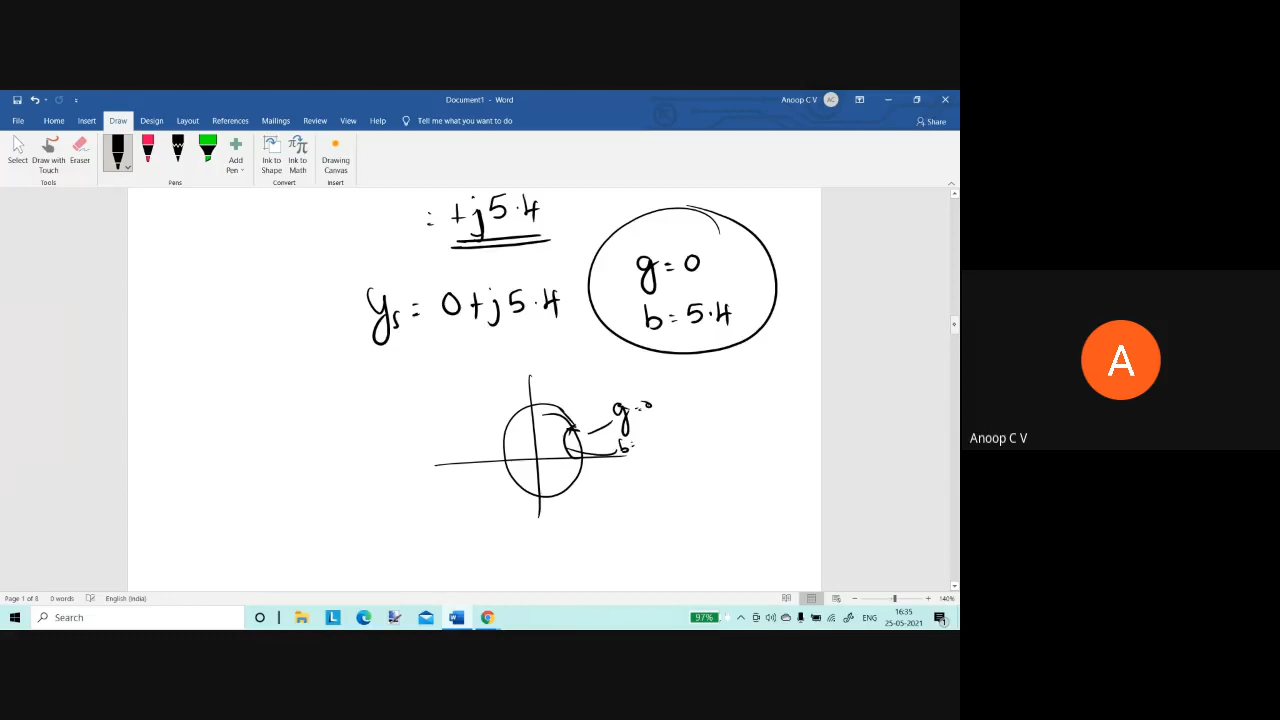 Document1 - Word
Anoop C V
AC
File Home Insert Draw Design Layout References Mailings Review View Help Tell me what you want to do
Share
Select
Draw with Touch
Eraser
Add Pen
Ink to Shape
Ink to Math
Drawing Canvas
Tools
Pens
Convert
Insert
= +j5.4
g = 0
b = 5.4
ys = 0+j5.4
g=0
b=
A
Anoop C V
Page 1 of 8 0 words English (India)
140%
Search
L
97%
ENG
16:35
25-05-2021
1